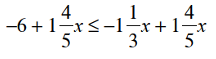 -6 + 1 4/5 x ≤ -1 1/3 x + 1 4/5 x